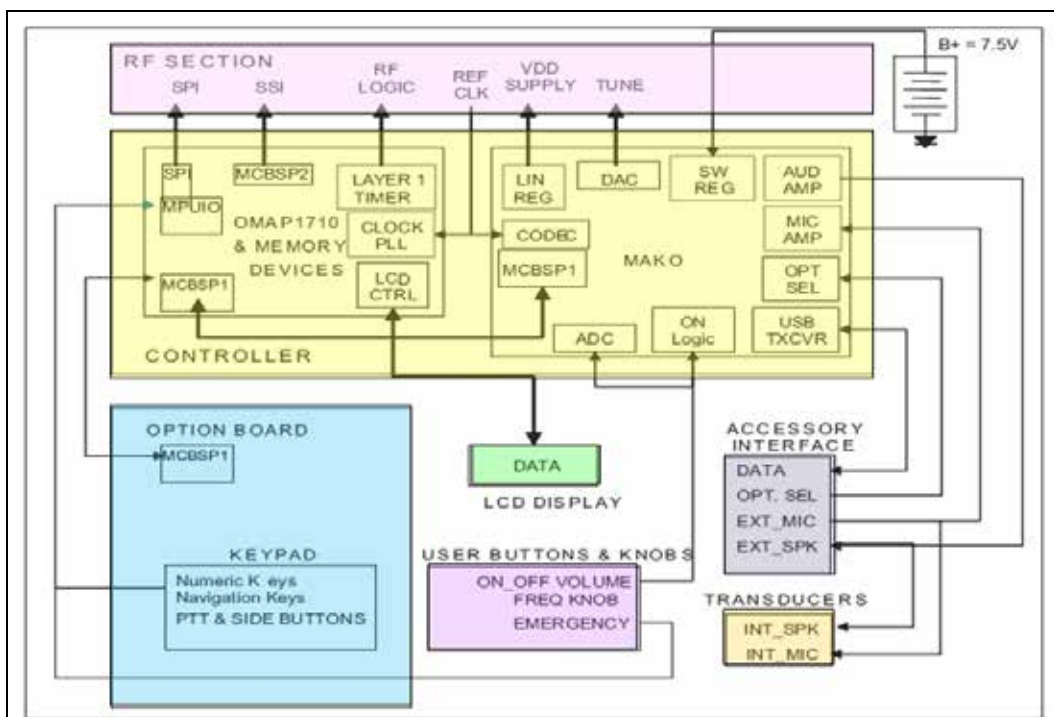 B+ = 7.5V
RF SECTION
SPI
SSI
RF
LOGIC
REF
CLK
VDD
SUPPLY
TUNE
SPI
MPUIO
MCBSP2
LAYER 1
TIMER
OMAP1710
& MEMORY
DEVICES
CLOCK
PLL
MCBSP1
LCD
CTRL
LIN
REG
DAC
SW
REG
AUD
AMP
CODEC
MCBSP1
MAKO
MIC
AMP
OPT
SEL
ADC
ON
Logic
USB
TXCVR
CONTROLLER
OPTION BOARD
MCBSP1
KEYPAD
Numeric K eys
Navigation Keys
PTT & SIDE BUTTONS
DATA
LCD DISPLAY
USER BUTTONS & KNOBS
ON_OFF VOLUME
FREQ KNOB
EMERGENCY
ACCESSORY
INTERFACE
DATA
OPT. SEL
EXT_MIC
EXT_SPK
TRANSDUCERS
INT_SPK
INT_MIC